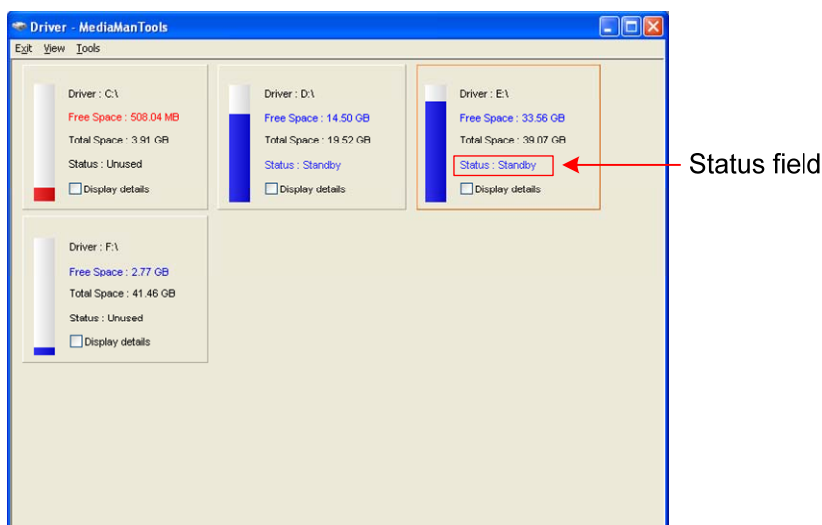 Driver - MediaManTools
Exit View Tools
Driver : C:\
Free Space : 508.04 MB
Total Space : 3.91 GB
Status : Unused
Display details
Driver : D:\
Free Space : 14.50 GB
Total Space : 19.52 GB
Status : Standby
Display details
Driver : E:\
Free Space : 33.56 GB
Total Space : 39.07 GB
Status : Standby
Display details
Status field
Driver : F:\
Free Space : 2.77 GB
Total Space : 41.46 GB
Status : Unused
Display details